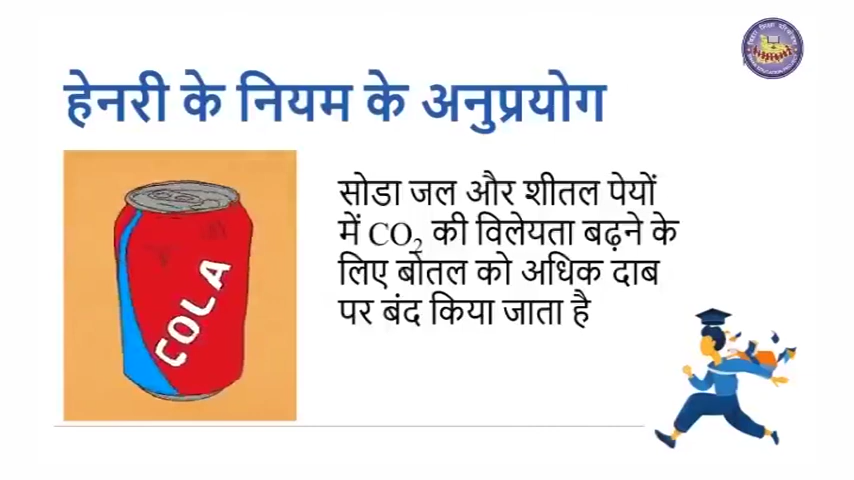 हेनरी के नियम के अनुप्रयोग
सोडा जल और शीतल पेयों
में CO₂ की विलेयता बढ़ने के
लिए बोतल को अधिक दाब
पर बंद किया जाता है
COLA